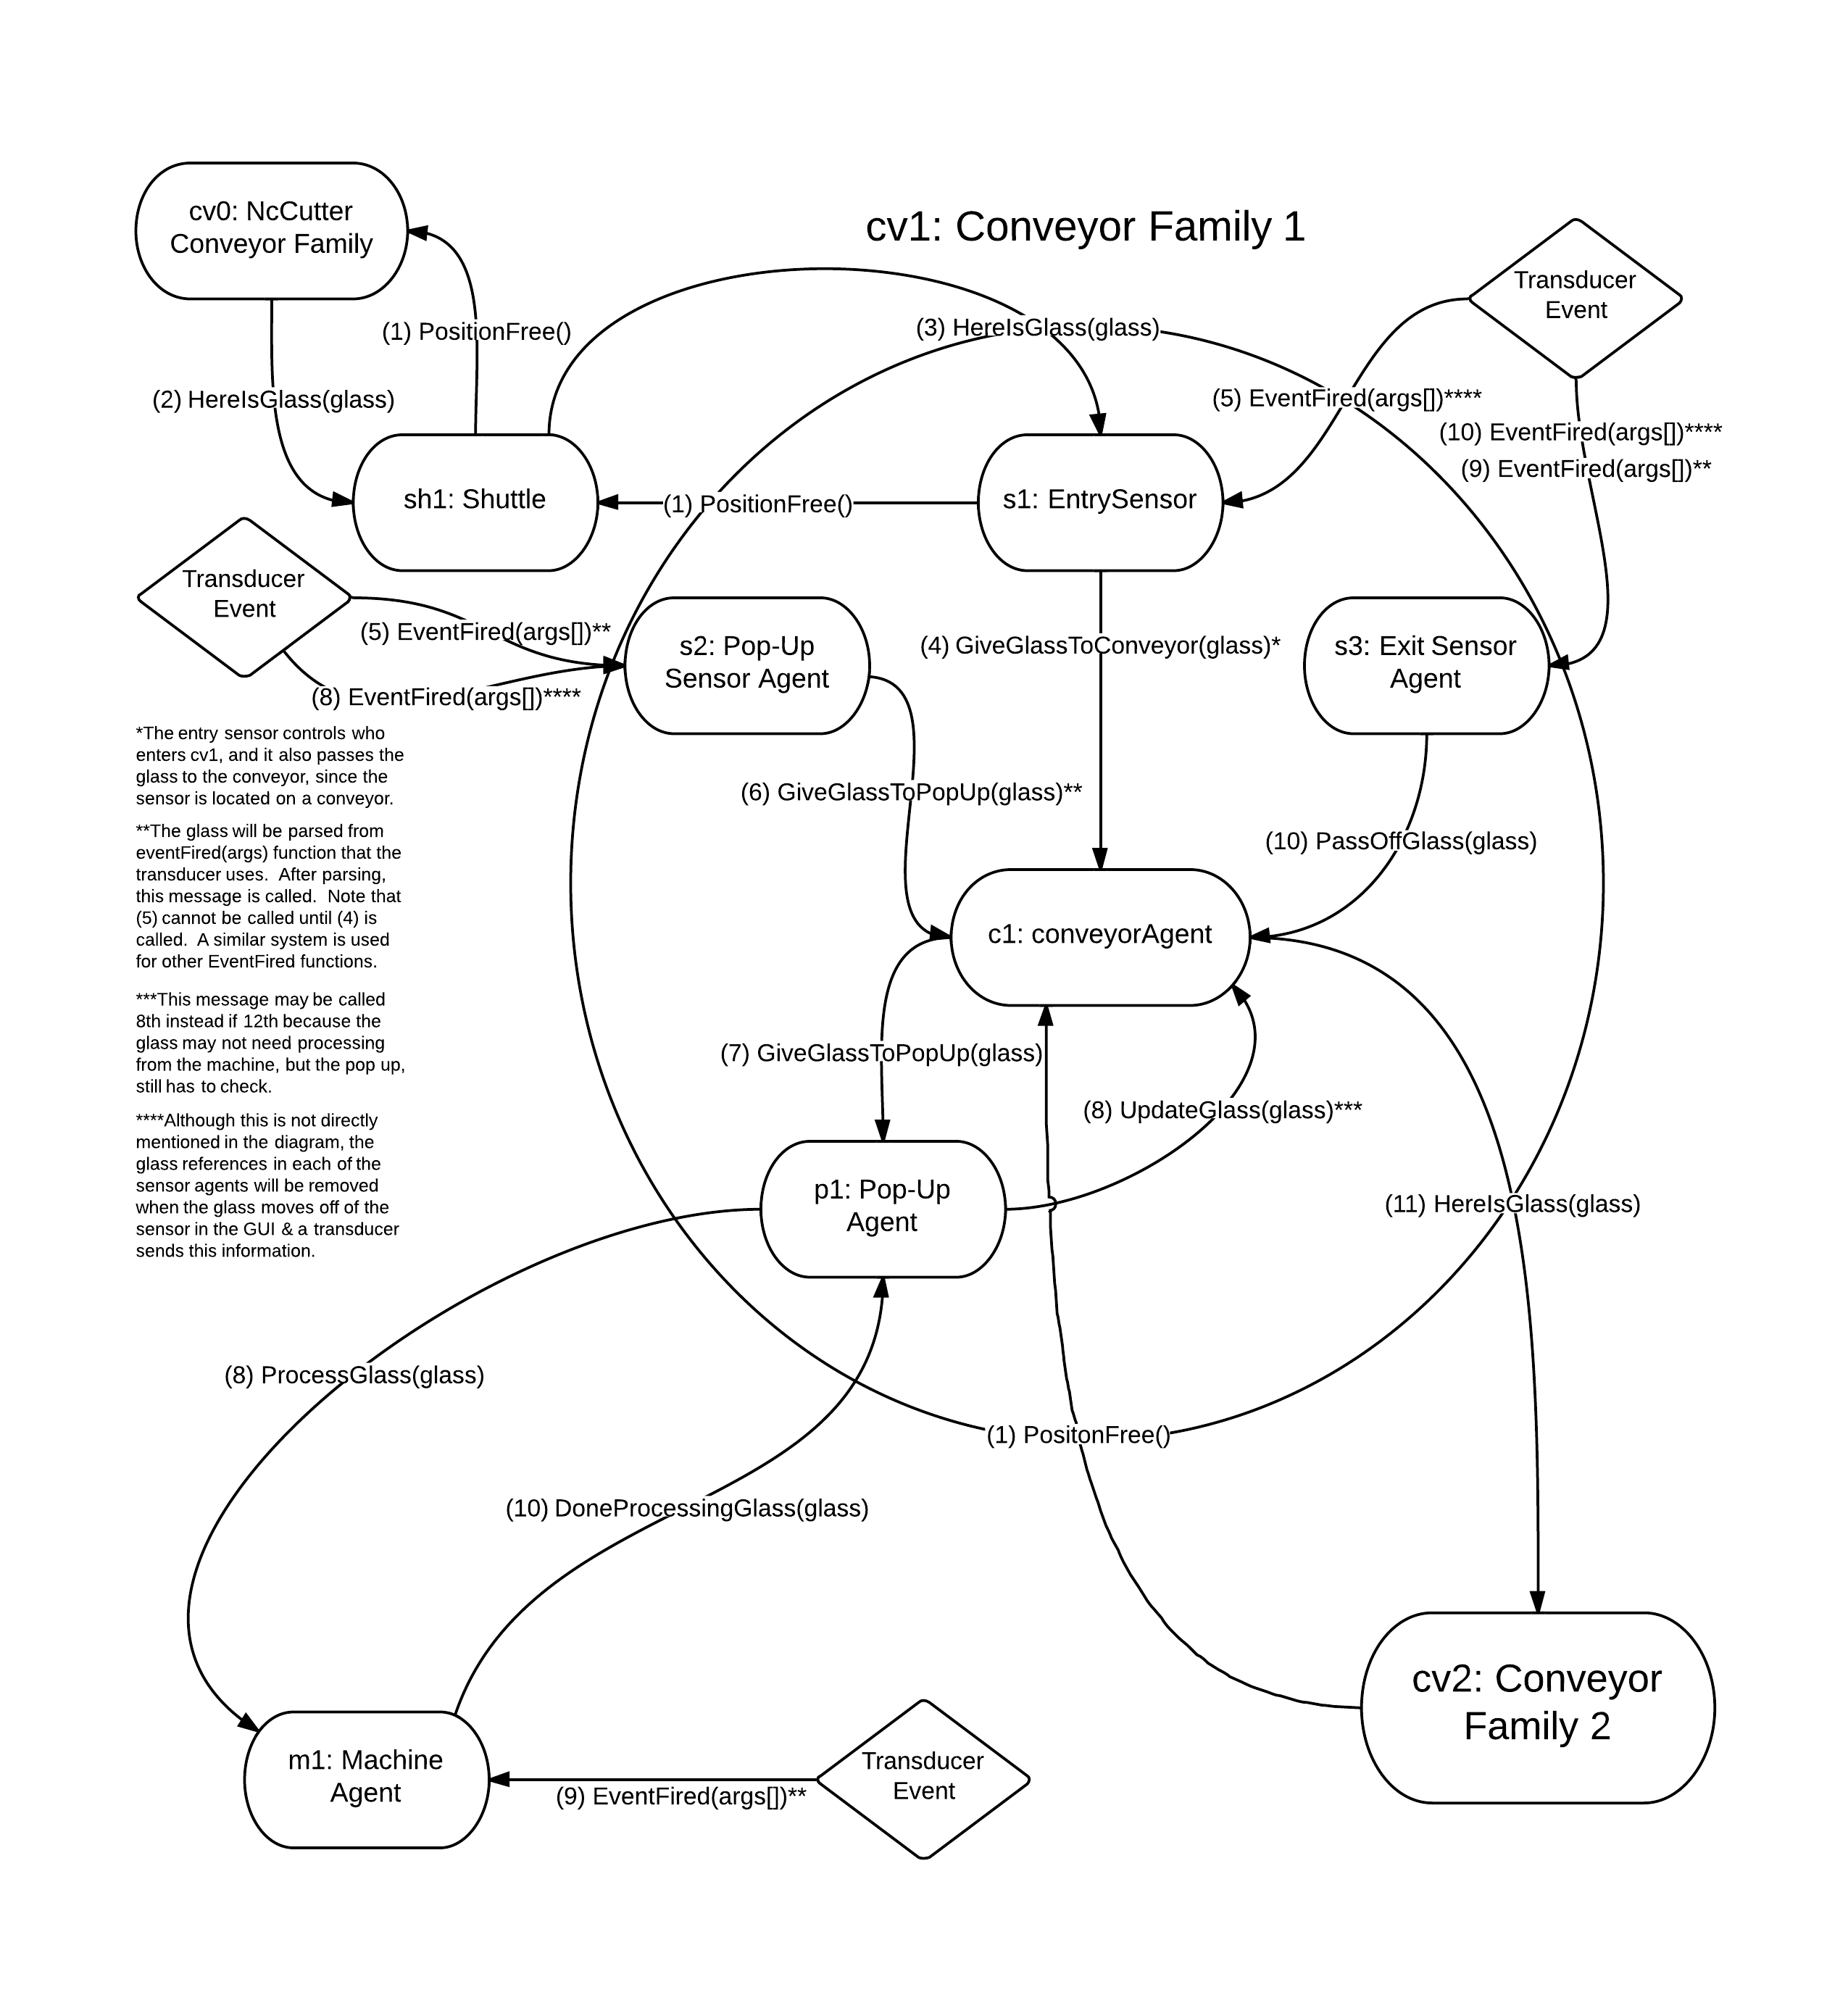 cv0: NcCutter
Conveyor Family
cv1: Conveyor Family 1
Transducer
Event
(1) PositionFree()
(3) HereIsGlass(glass)
(2) HereIsGlass(glass)
(5) EventFired(args[])****
(10) EventFired(args[])****
(9) EventFired(args[])**
sh1: Shuttle
(1) PositionFree()
s1: EntrySensor
Transducer
Event
(5) EventFired(args[])**
(8) EventFired(args[])****
s2: Pop-Up
Sensor Agent
(4) GiveGlassToConveyor(glass)*
s3: Exit Sensor
Agent
*The entry sensor controls who
enters cv1, and it also passes the
glass to the conveyor, since the
sensor is located on a conveyor.
**The glass will be parsed from
eventFired(args) function that the
transducer uses.  After parsing,
this message is called.  Note that
(5) cannot be called until (4) is
called.  A similar system is used
for other EventFired functions.
***This message may be called
8th instead if 12th because the
glass may not need processing
from the machine, but the pop up,
still has to check.
****Although this is not directly
mentioned in the diagram, the
glass references in each of the
sensor agents will be removed
when the glass moves off of the
sensor in the GUI & a transducer
sends this information.
(6) GiveGlassToPopUp(glass)**
(10) PassOffGlass(glass)
c1: conveyorAgent
(7) GiveGlassToPopUp(glass)
(8) UpdateGlass(glass)***
p1: Pop-Up
Agent
(11) HereIsGlass(glass)
(8) ProcessGlass(glass)
(1) PositonFree()
(10) DoneProcessingGlass(glass)
cv2: Conveyor
Family 2
m1: Machine
Agent
(9) EventFired(args[])**
Transducer
Event